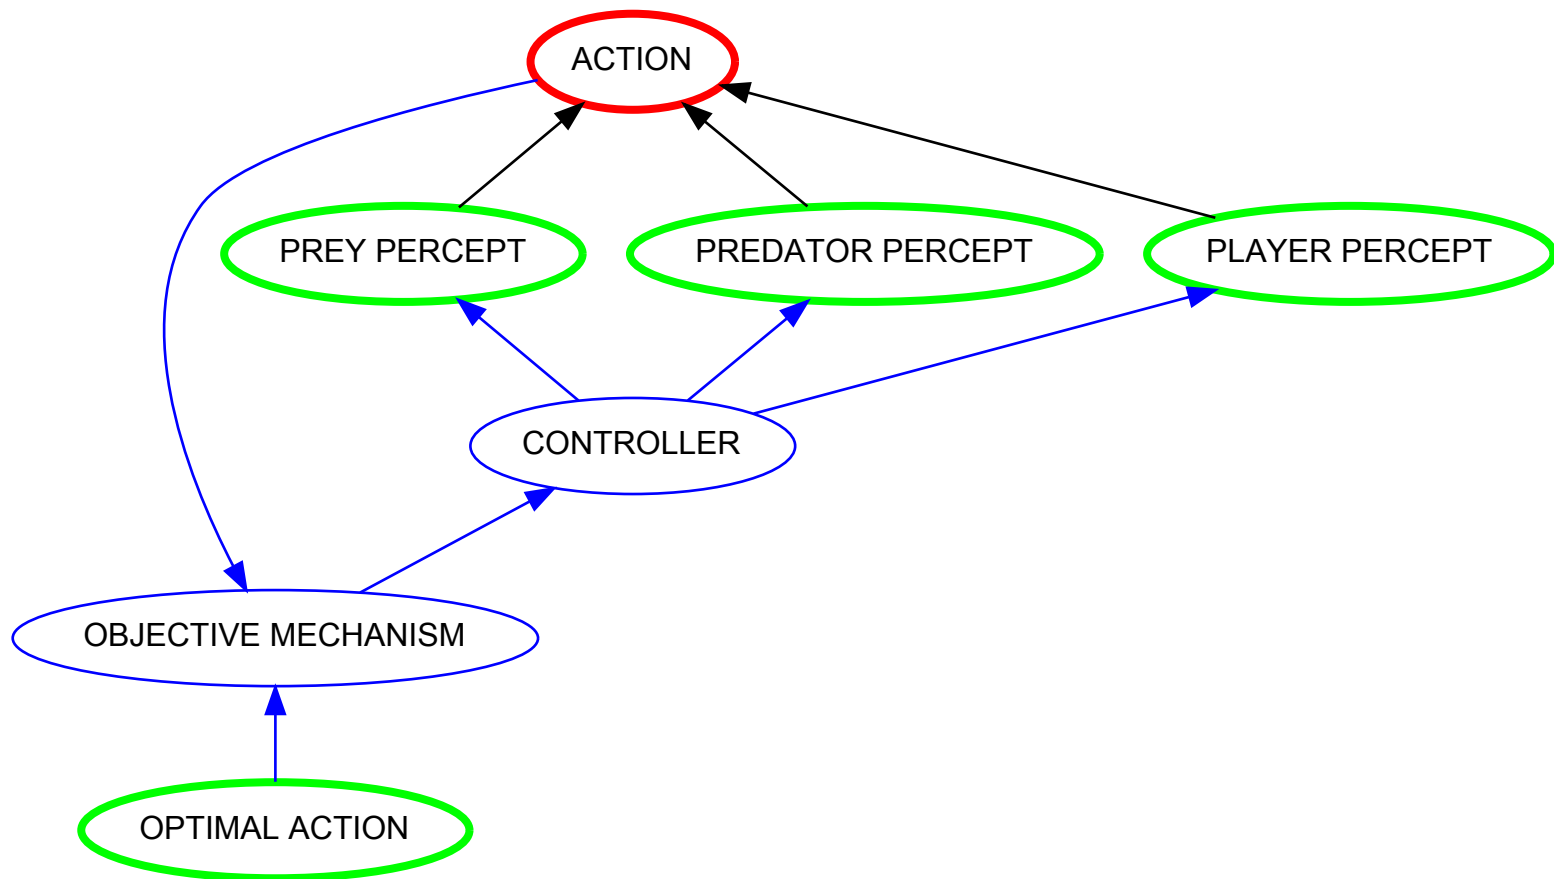 ACTION
PREY PERCEPT
PREDATOR PERCEPT
PLAYER PERCEPT
CONTROLLER
OBJECTIVE MECHANISM
OPTIMAL ACTION